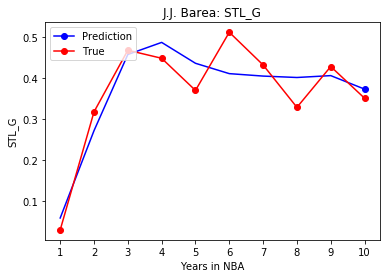 J.J. Barea: STL_G
Prediction
True
STL_G
0.5
0.4
0.3
0.2
0.1
1 2 3 4 5 6 7 8 9 10
Years in NBA